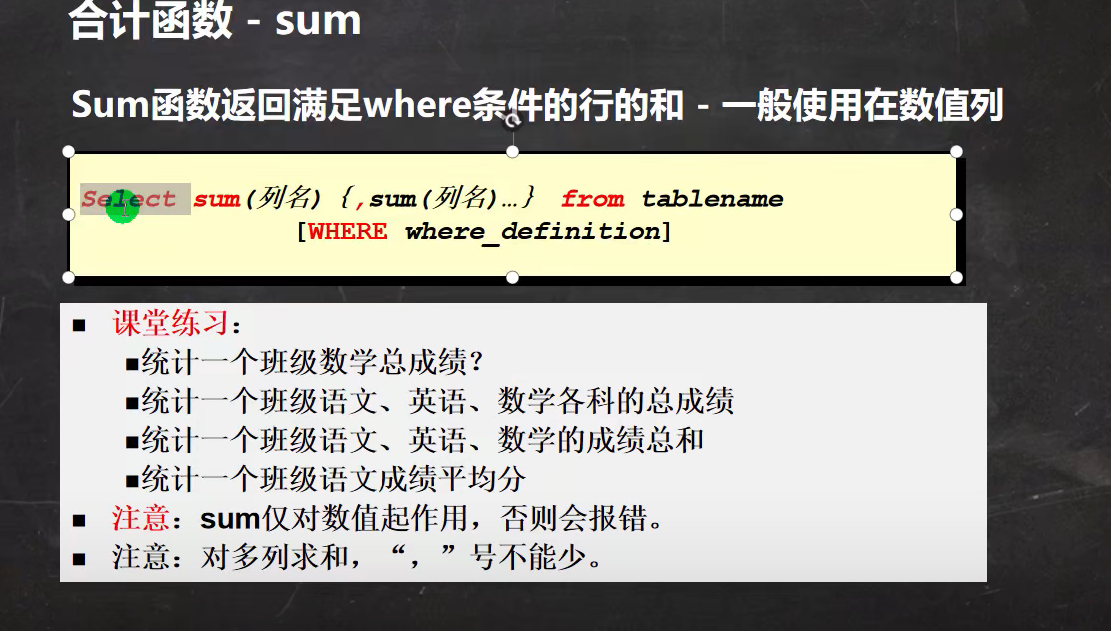 合计函数 - sum
Sum函数返回满足where条件的行的和 - 一般使用在数值列
Select sum(列名)｛,sum(列名)…｝ from tablename
[WHERE where_definition]
■ 课堂练习：
■统计一个班级数学总成绩？
■统计一个班级语文、英语、数学各科的总成绩
■统计一个班级语文、英语、数学的成绩总和
■统计一个班级语文成绩平均分
■ 注意：sum仅对数值起作用，否则会报错。
■ 注意：对多列求和，“，”号不能少。